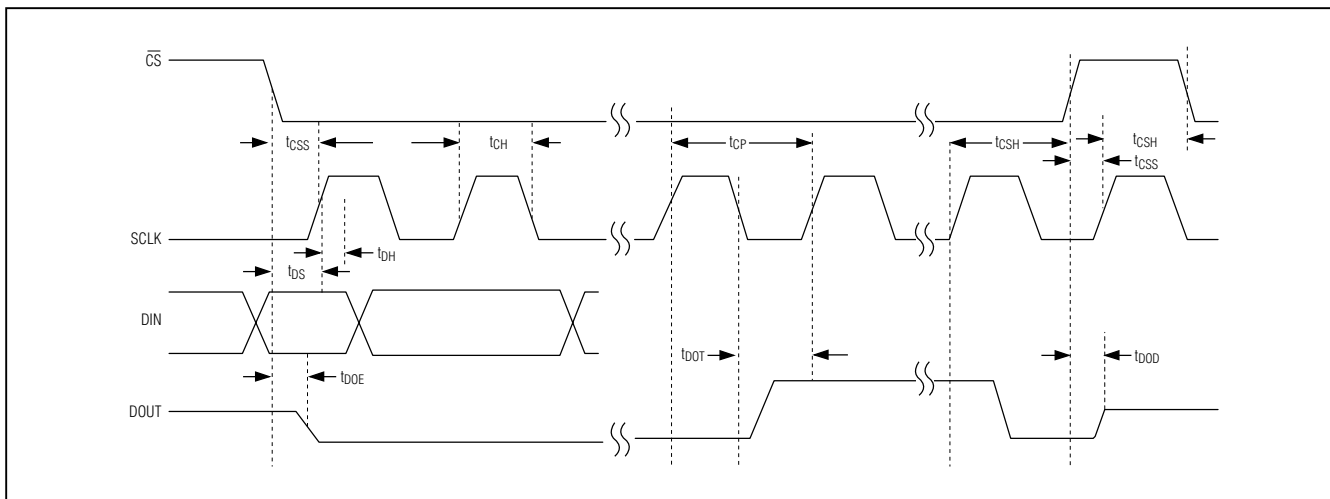 CS
tCSS
tCH
tCP
tCSH
tCSH
tCSS
SCLK
tDH
tDS
DIN
tDOT
tDOD
tDOE
DOUT